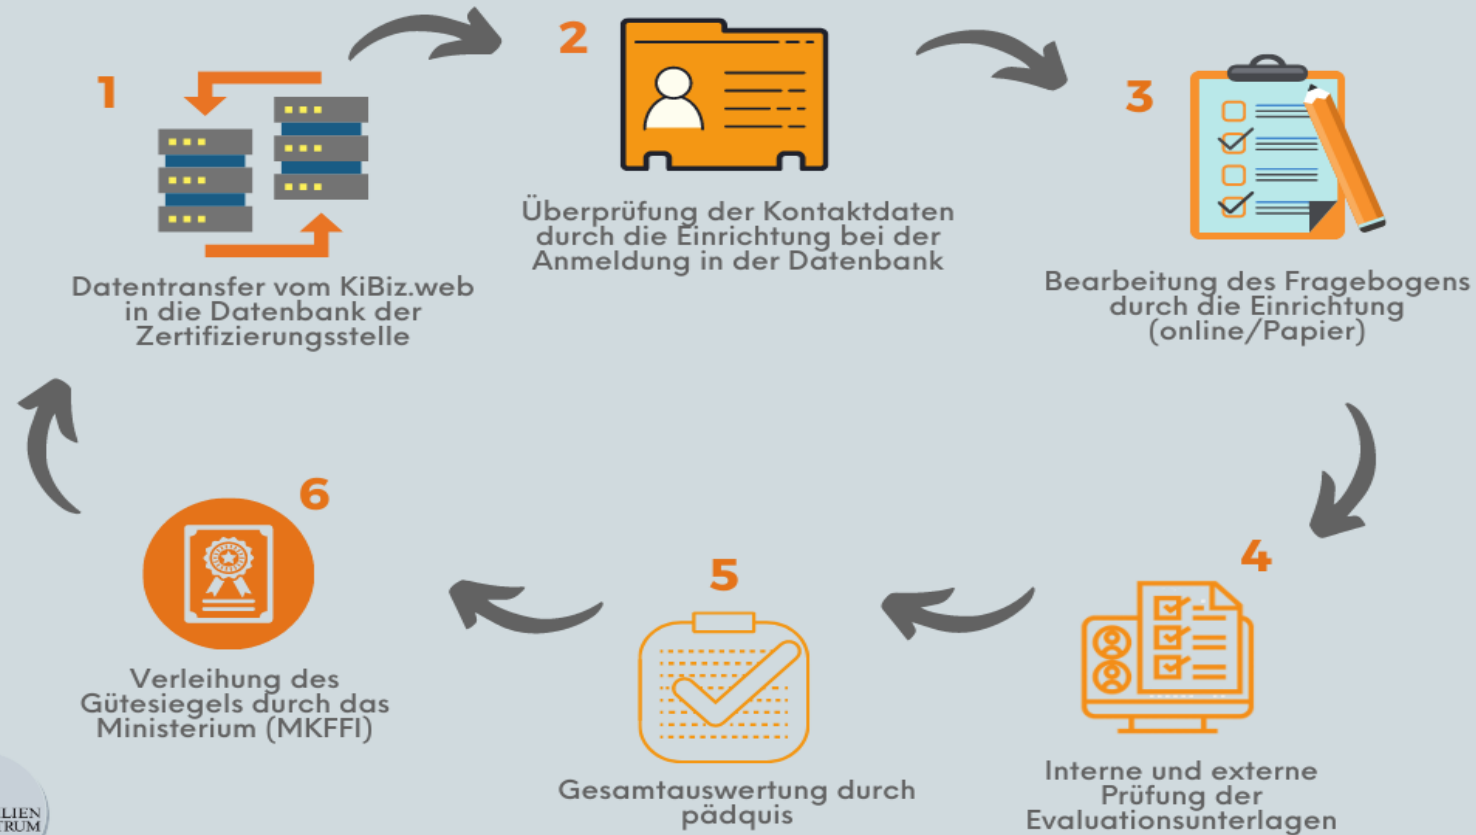 1
Datentransfer vom KiBiz.web
in die Datenbank der
Zertifizierungsstelle
2
Überprüfung der Kontaktdaten
durch die Einrichtung bei der
Anmeldung in der Datenbank
3
Bearbeitung des Fragebogens
durch die Einrichtung
(online/Papier)
4
Interne und externe
Prüfung der
Evaluationsunterlagen
5
Gesamtauswertung durch
pädquis
6
Verleihung des
Gütesiegels durch das
Ministerium (MKFFI)